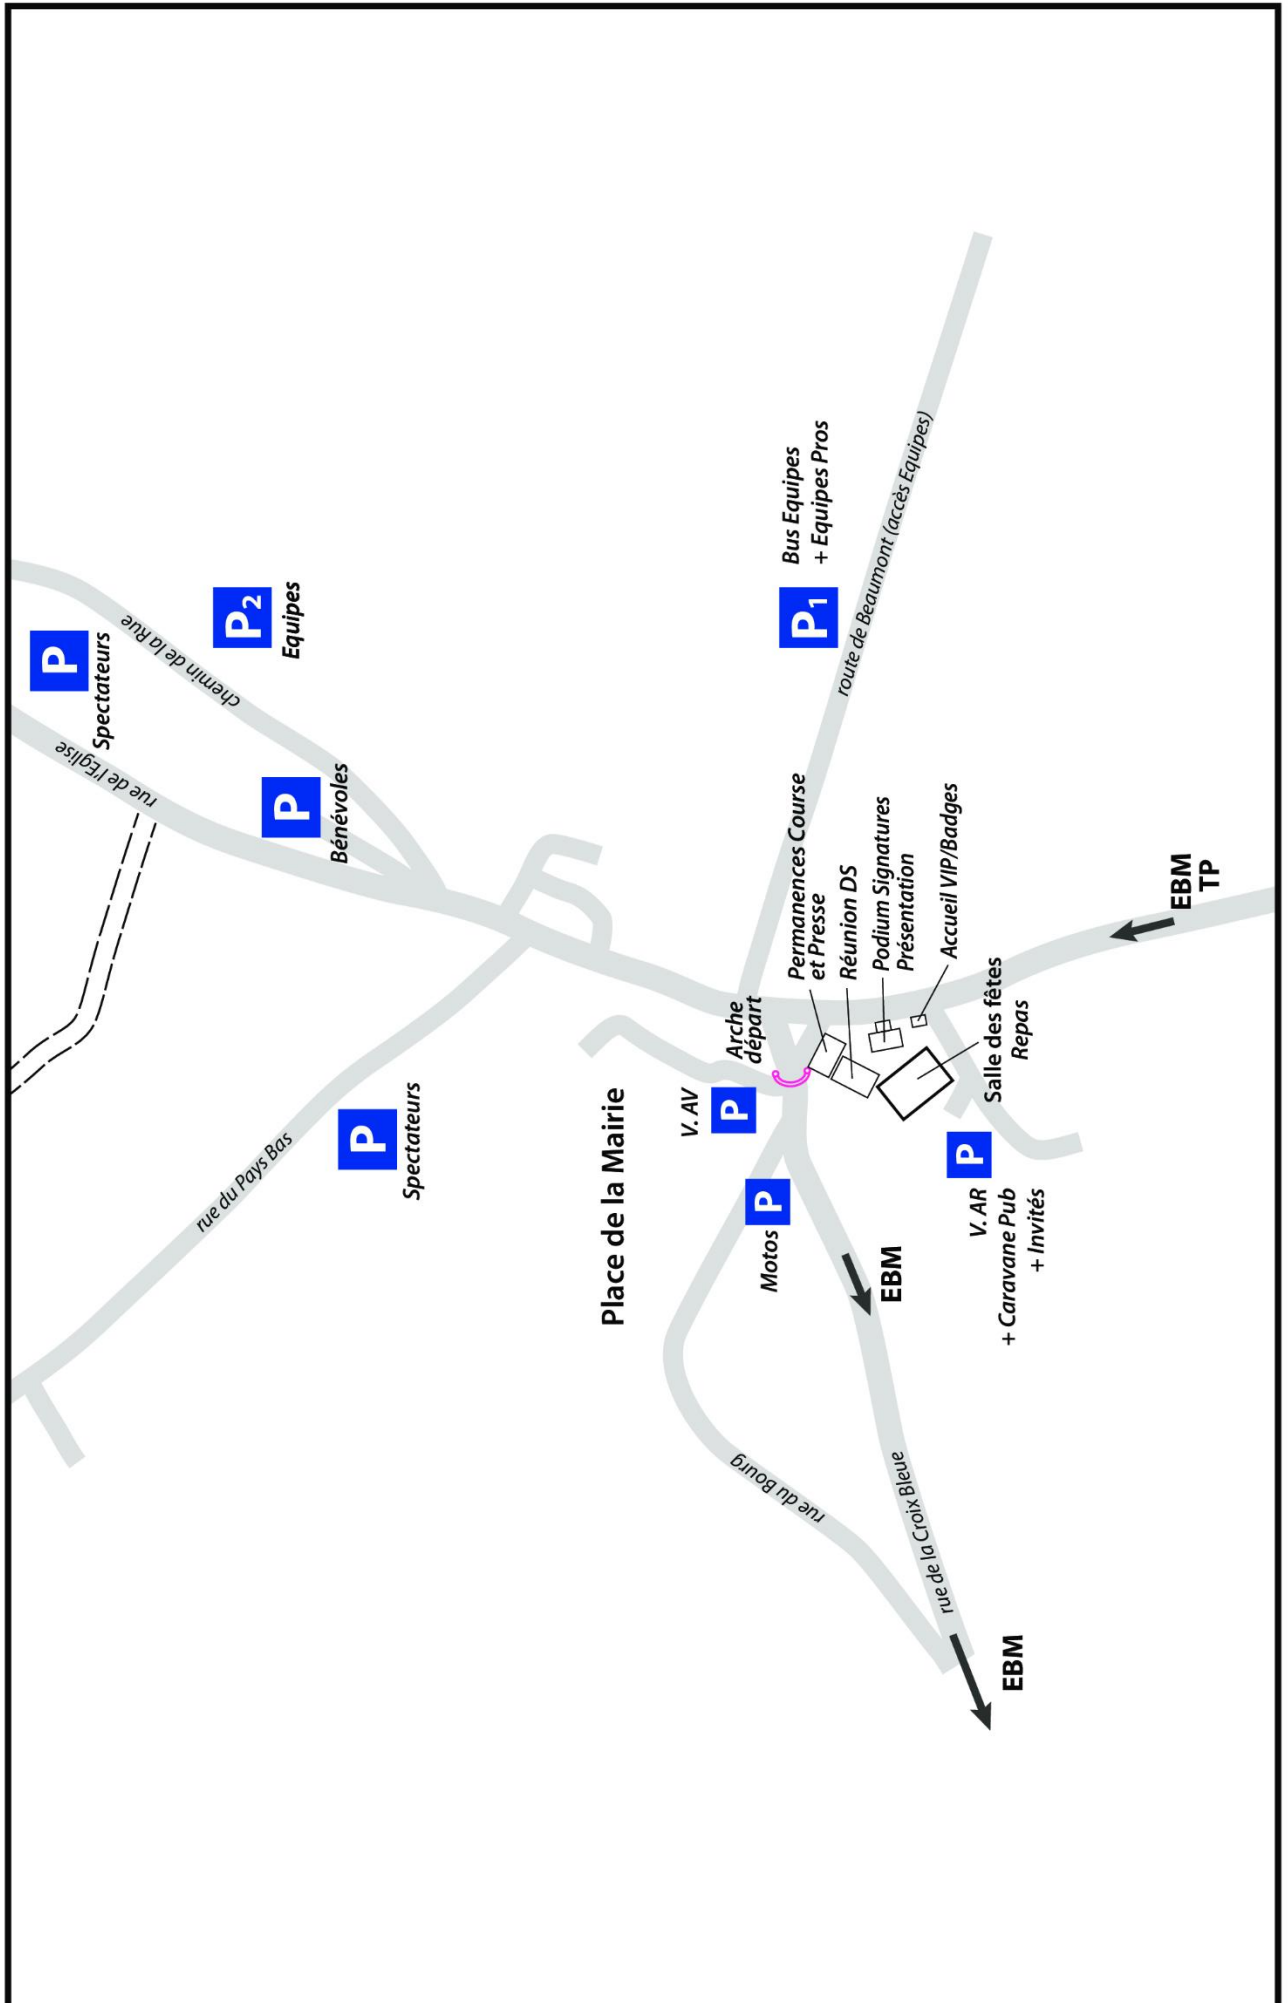 P
Spectateurs
rue de l'Eglise
chemin de la Rue
P2
Equipes
P
Bénévoles
rue du Pays Bas
P
Spectateurs
Place de la Mairie
V. AV
P
Arche
départ
Motos
P
Bus Equipes
+ Equipes Pros
P1
route de Beaumont (accès Equipes)
Permanences Course
et Presse
Réunion DS
Podium Signatures
Présentation
Accueil VIP/Badges
Salle des fêtes
Repas
P
V. AR
+ Caravane Pub
+ Invités
EBM
TP
EBM
rue du Bourg
rue de la Croix Bleue
EBM